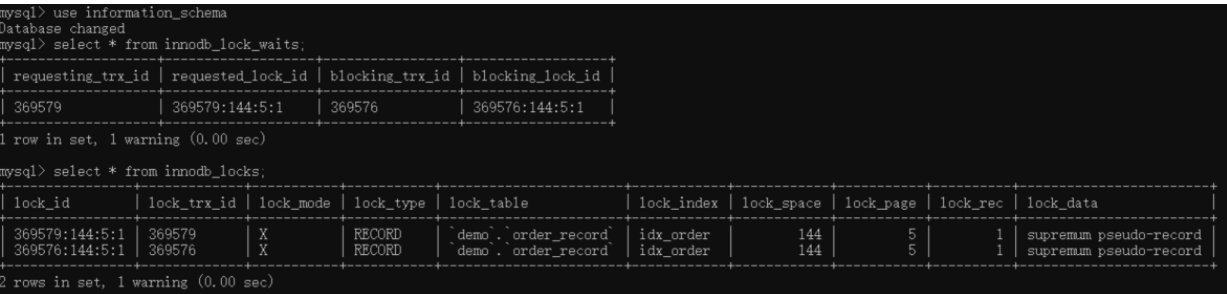 mysql> use information_schema
Database changed
mysql> select * from innodb_lock_waits;
+-------------------+-------------------+-----------------+------------------+
| requesting_trx_id | requested_lock_id | blocking_trx_id | blocking_lock_id |
+-------------------+-------------------+-----------------+------------------+
| 369579 | 369579:144:5:1 | 369576 | 369576:144:5:1 |
+-------------------+-------------------+-----------------+------------------+
1 row in set, 1 warning (0.00 sec)
mysql> select * from innodb_locks;
+----------------+-------------+-----------+-----------+-----------------------+------------+------------+-----------+----------+------------------------+
| lock_id | lock_trx_id | lock_mode | lock_type | lock_table | lock_index | lock_space | lock_page | lock_rec | lock_data |
+----------------+-------------+-----------+-----------+-----------------------+------------+------------+-----------+----------+------------------------+
| 369579:144:5:1 | 369579 | X | RECORD | `demo`.`order_record` | idx_order | 144 | 5 | 1 | supremum pseudo-record |
| 369576:144:5:1 | 369576 | X | RECORD | `demo`.`order_record` | idx_order | 144 | 5 | 1 | supremum pseudo-record |
+----------------+-------------+-----------+-----------+-----------------------+------------+------------+-----------+----------+------------------------+
2 rows in set, 1 warning (0.00 sec)